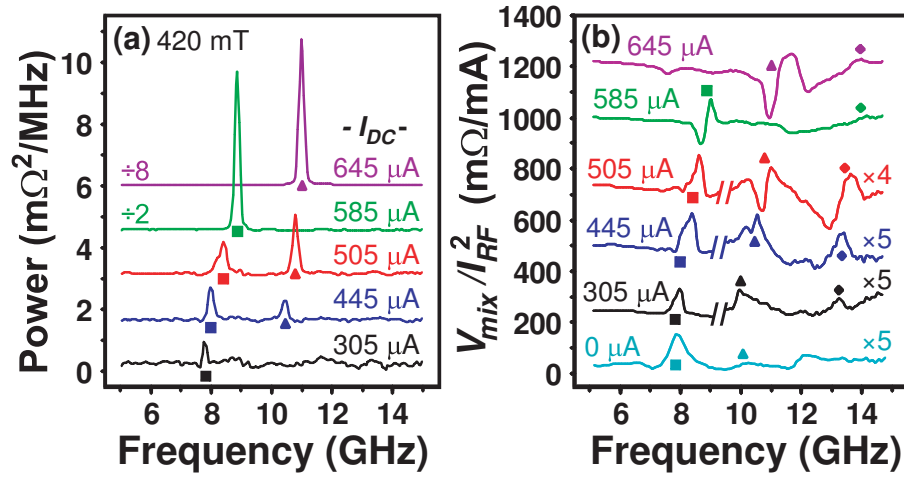 (a) 420 mT
Power (mΩ²/MHz)
10
8
6
4
2
0
- I_DC -
÷8
645 µA
÷2
585 µA
505 µA
445 µA
305 µA
6 8 10 12 14
Frequency (GHz)
(b)
V_mix/I²_RF (mΩ/mA)
1400
1200
1000
800
600
400
200
0
645 µA
585 µA
505 µA ×4
445 µA ×5
305 µA ×5
0 µA ×5
6 8 10 12 14
Frequency (GHz)